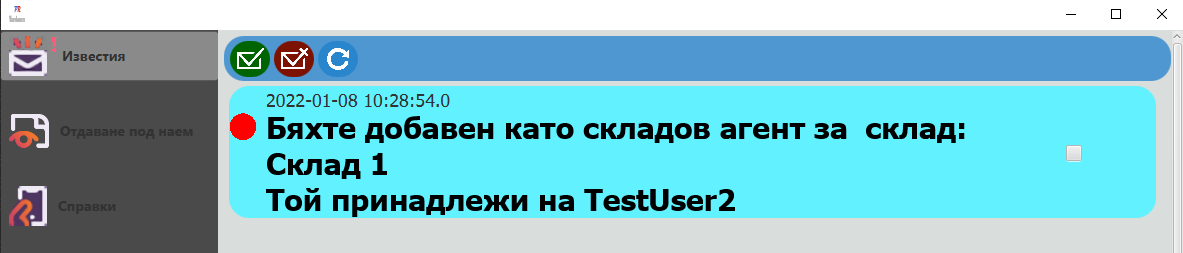 Известия
1
Отдаване под наем
Справки
2022-01-08 10:28:54.0
Бяхте добавен като складов агент за  склад:
Склад 1
Той принадлежи на TestUser2